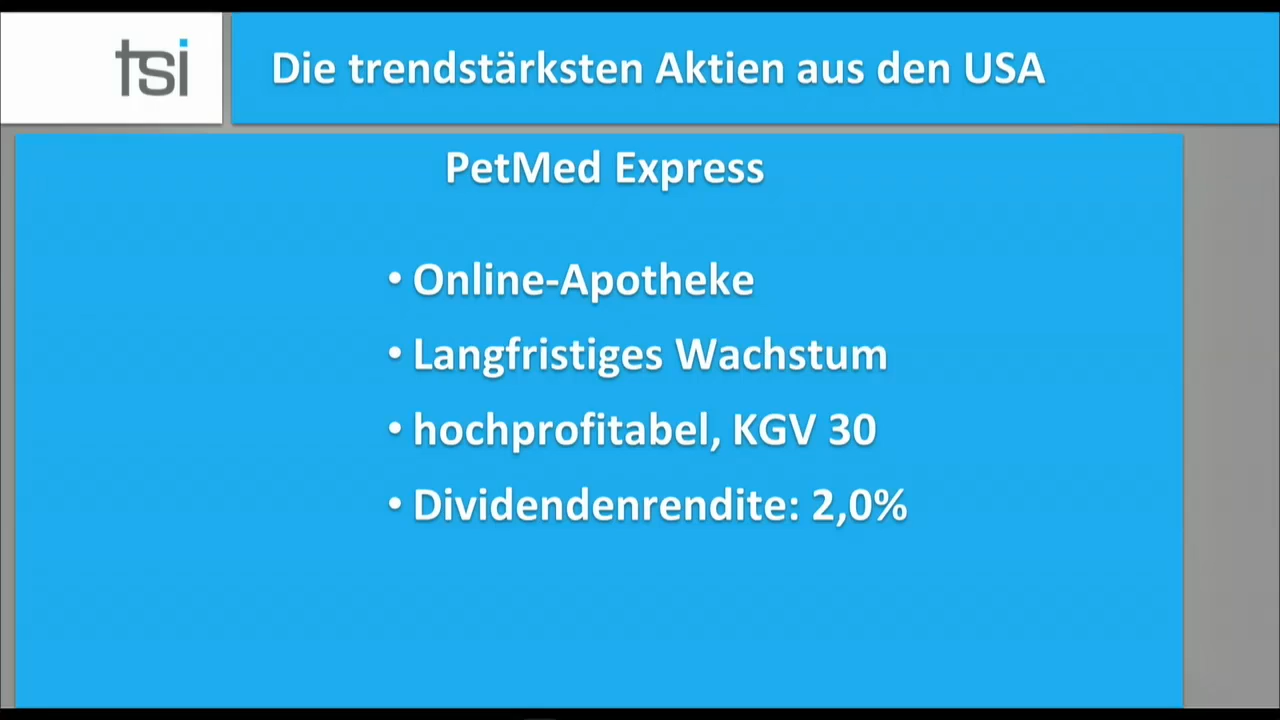 tsi
Die trendstärksten Aktien aus den USA
PetMed Express
• Online-Apotheke
• Langfristiges Wachstum
• hochprofitabel, KGV 30
• Dividendenrendite: 2,0%